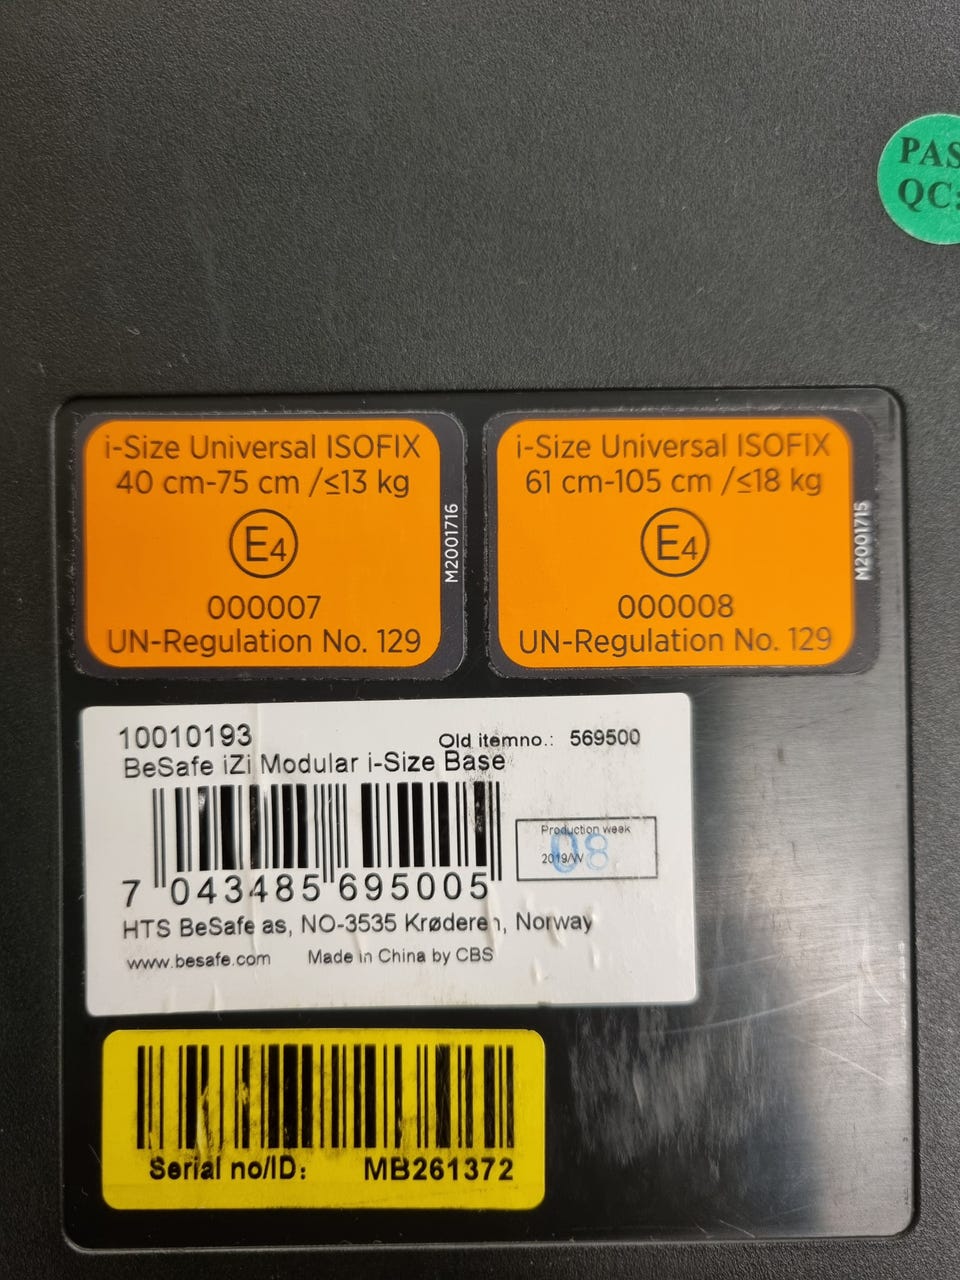 PAS
QC:
i-Size Universal ISOFIX
40 cm-75 cm /≤13 kg
E4
000007
UN-Regulation No. 129
M2001716
i-Size Universal ISOFIX
61 cm-105 cm /≤18 kg
E4
000008
UN-Regulation No. 129
M2001715
10010193
Old itemno.: 569500
BeSafe iZi Modular i-Size Base
Production week
2019/W 08
7 043485 695005
HTS BeSafe as, NO-3535 Krøderen, Norway
www.besafe.com Made in China by CBS
Serial no/ID: MB261372